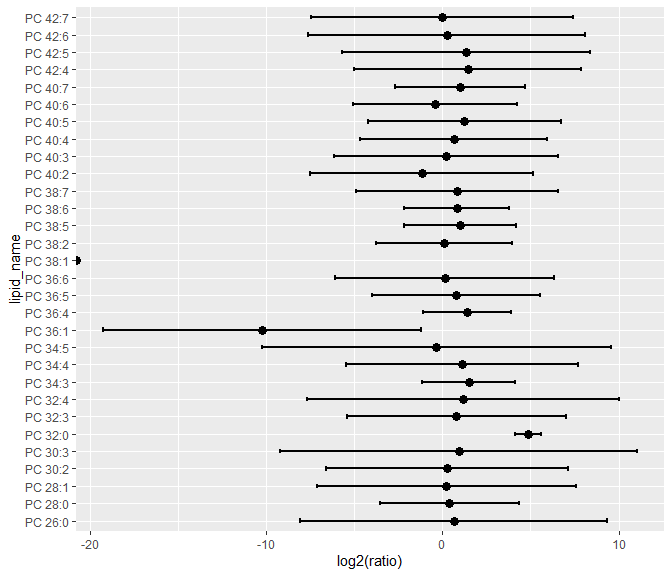 PC 42:7
PC 42:6
PC 42:5
PC 42:4
PC 40:7
PC 40:6
PC 40:5
PC 40:4
PC 40:3
PC 40:2
PC 38:7
PC 38:6
PC 38:5
PC 38:2
PC 38:1
PC 36:6
PC 36:5
PC 36:4
PC 36:1
PC 34:5
PC 34:4
PC 34:3
PC 32:4
PC 32:3
PC 32:0
PC 30:3
PC 30:2
PC 28:1
PC 28:0
PC 26:0
lipid_name
-20 -10 0 10
log2(ratio)